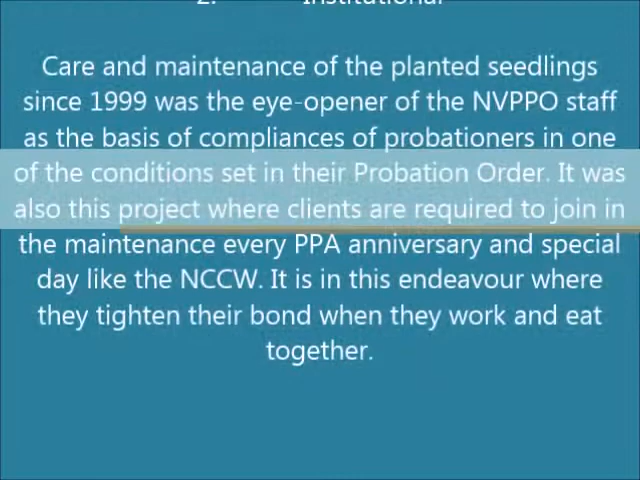 2. Institutional
Care and maintenance of the planted seedlings
since 1999 was the eye-opener of the NVPPO staff
as the basis of compliances of probationers in one
of the conditions set in their Probation Order. It was
also this project where clients are required to join in
the maintenance every PPA anniversary and special
day like the NCCW. It is in this endeavour where
they tighten their bond when they work and eat
together.